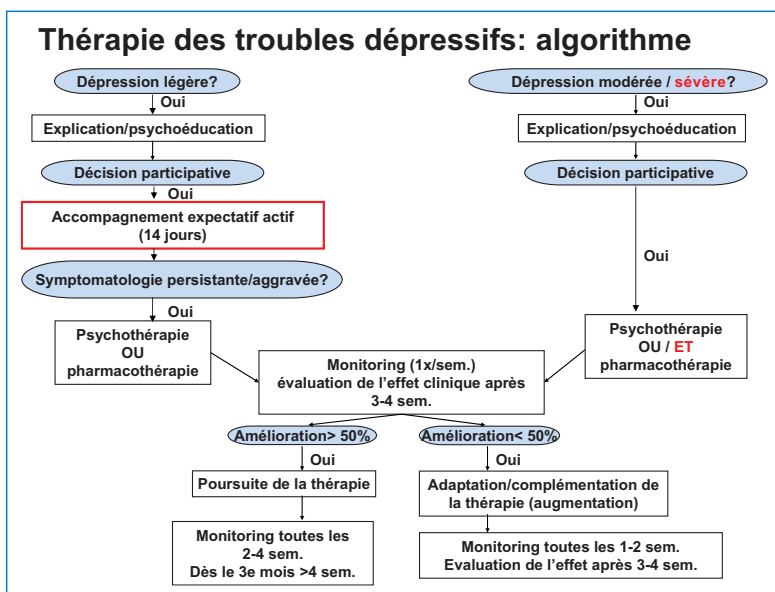 Thérapie des troubles dépressifs: algorithme
Dépression légère?
Oui
Explication/psychoéducation
Décision participative
Oui
Accompagnement expectatif actif
(14 jours)
Symptomatologie persistante/aggravée?
Oui
Psychothérapie
OU
pharmacothérapie
Dépression modérée / sévère?
Oui
Explication/psychoéducation
Décision participative
Oui
Psychothérapie
OU / ET
pharmacothérapie
Monitoring (1x/sem.)
évaluation de l'effet clinique après
3-4 sem.
Amélioration> 50%
Oui
Poursuite de la thérapie
Monitoring toutes les
2-4 sem.
Dès le 3e mois >4 sem.
Amélioration< 50%
Oui
Adaptation/complémentation de
la thérapie (augmentation)
Monitoring toutes les 1-2 sem.
Evaluation de l'effet après 3-4 sem.